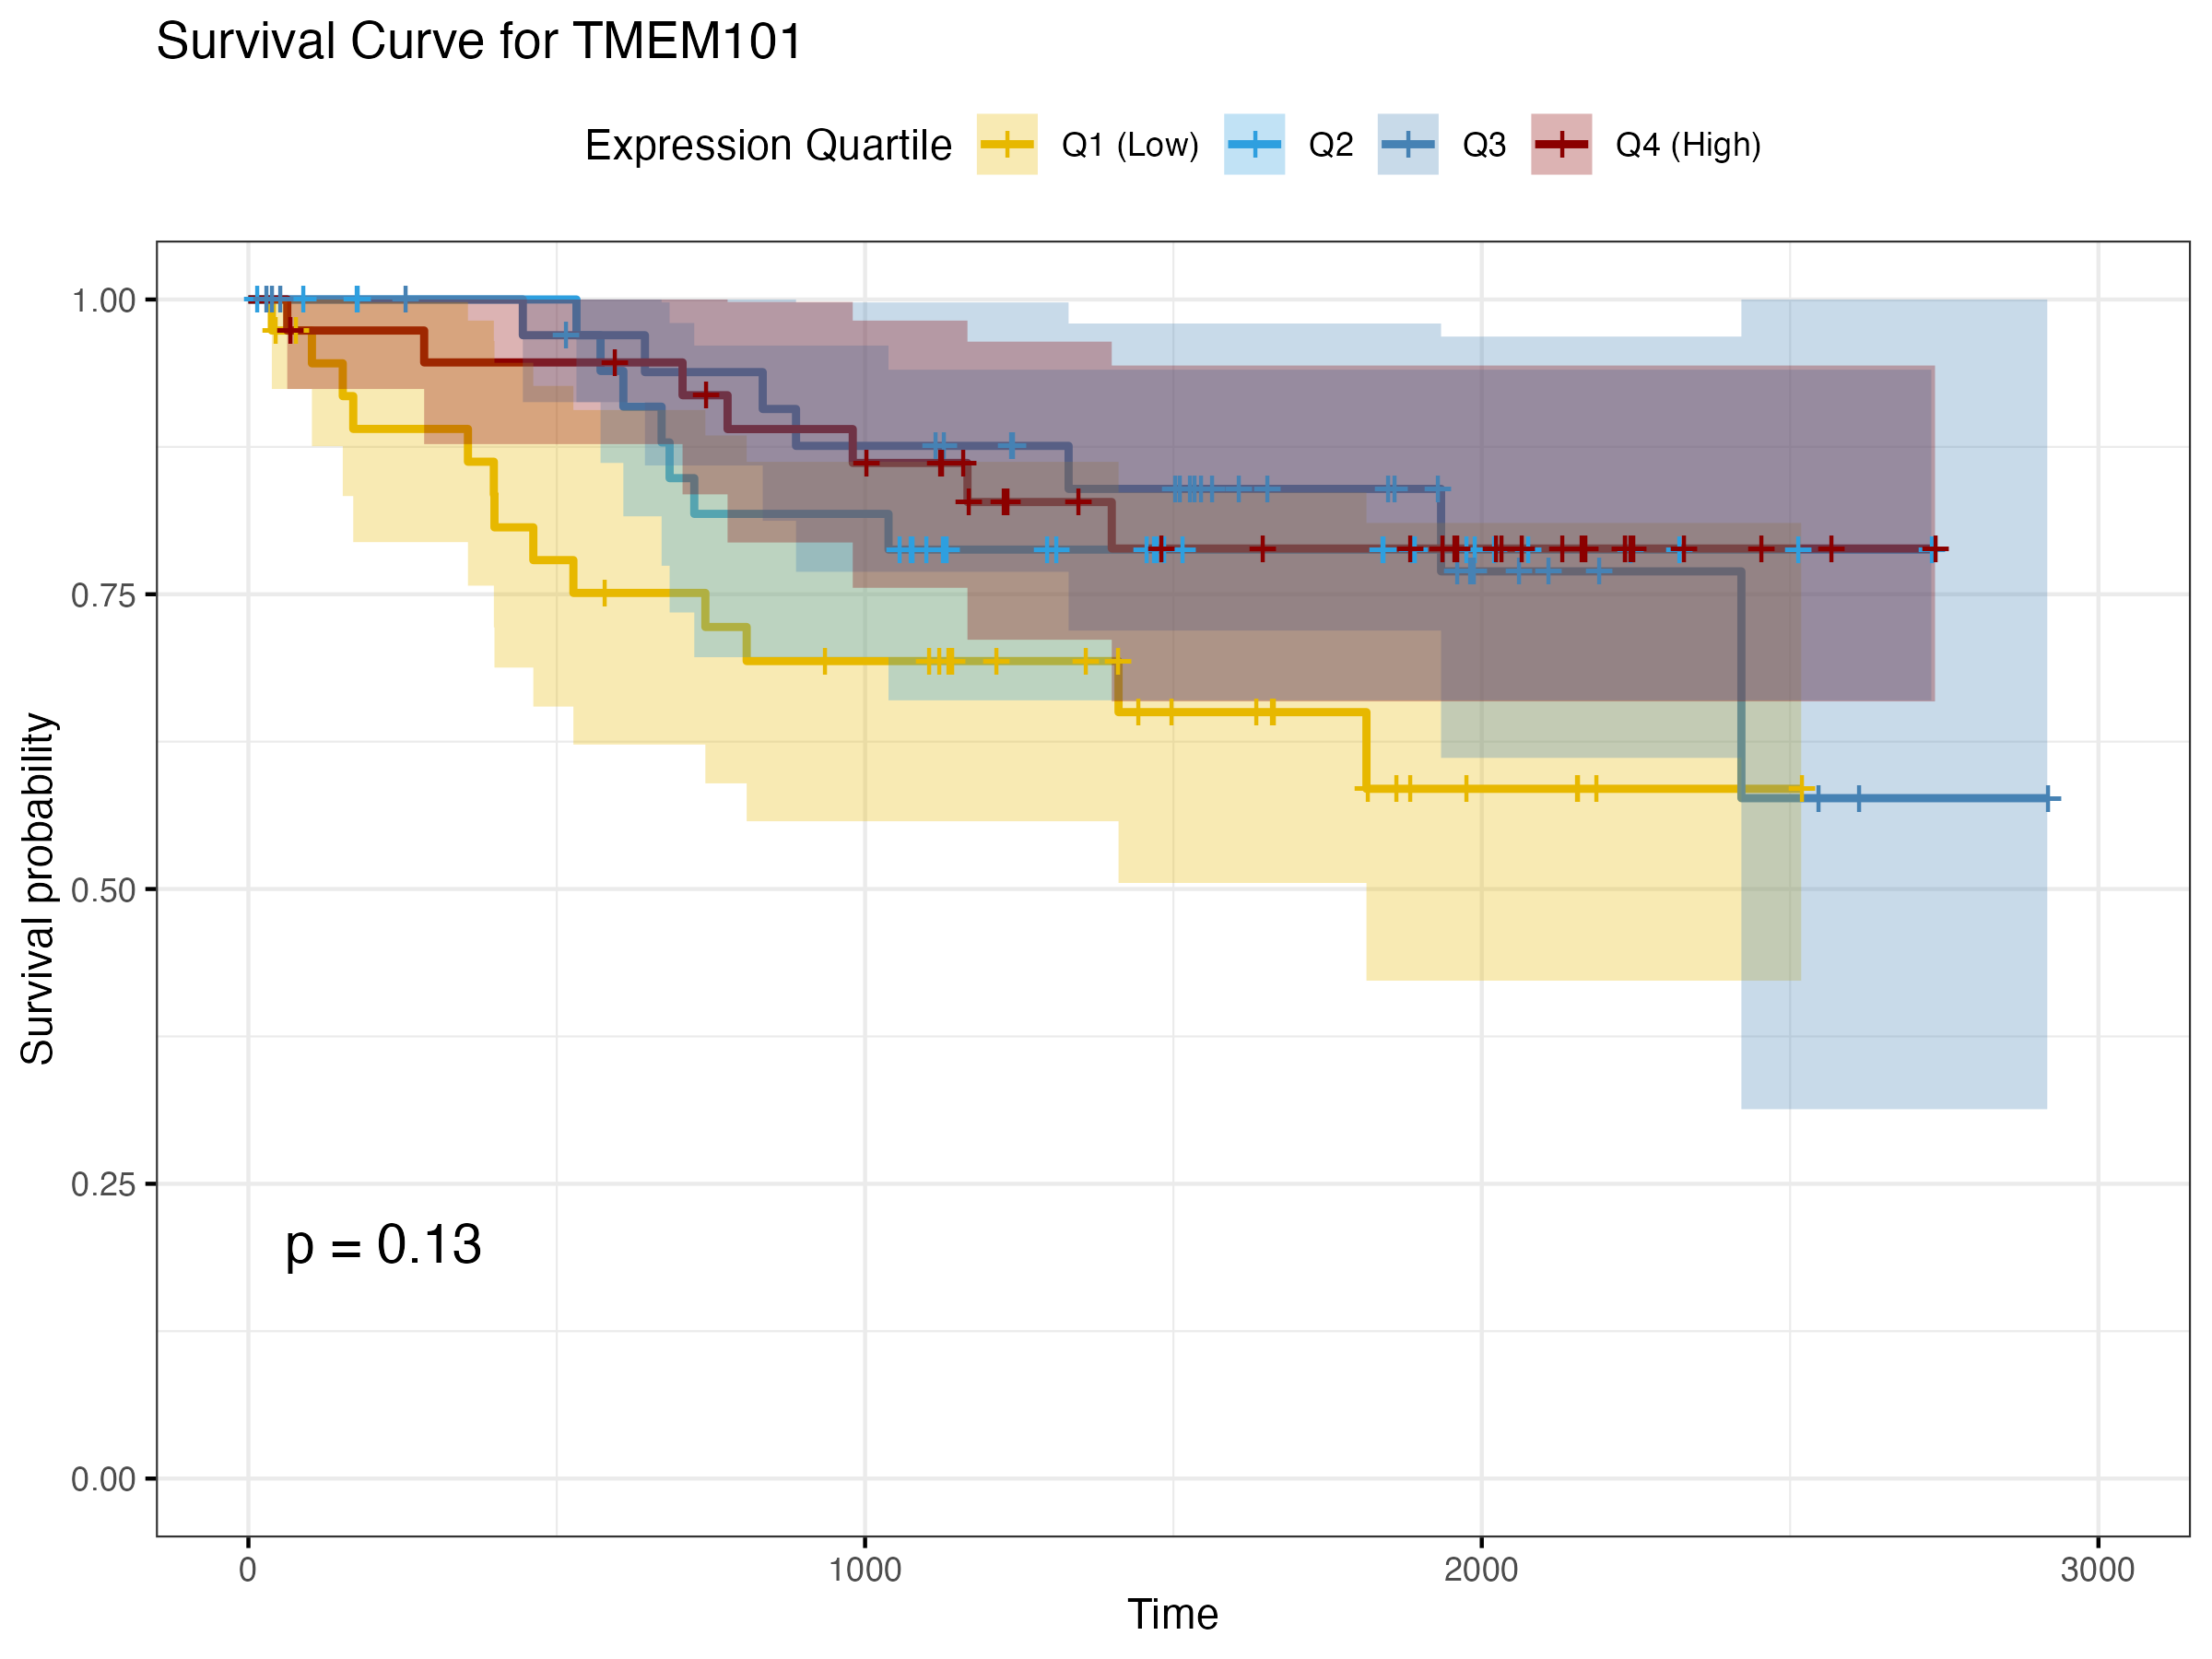 Survival Curve for TMEM101
Expression Quartile Q1 (Low) Q2 Q3 Q4 (High)
Survival probability
1.00
0.75
0.50
0.25
0.00
p = 0.13
0 1000 2000 3000
Time